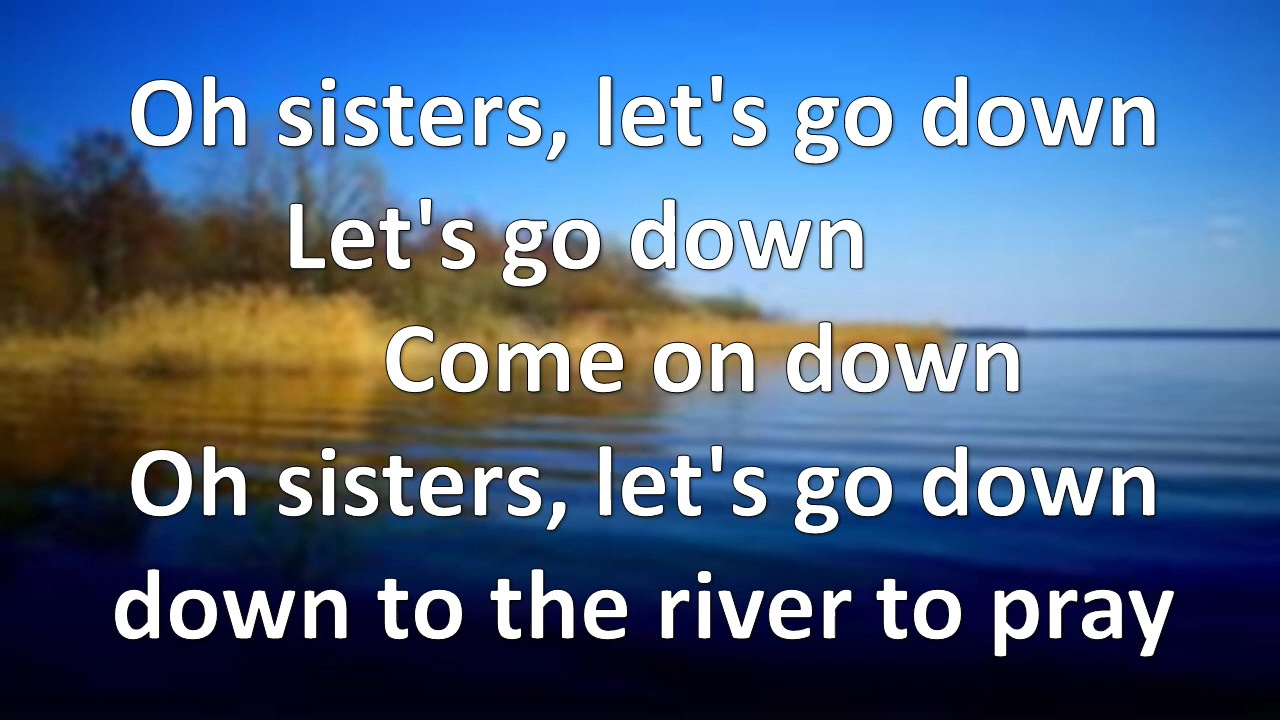 Oh sisters, let's go down
Let's go down
Come on down
Oh sisters, let's go down
down to the river to pray